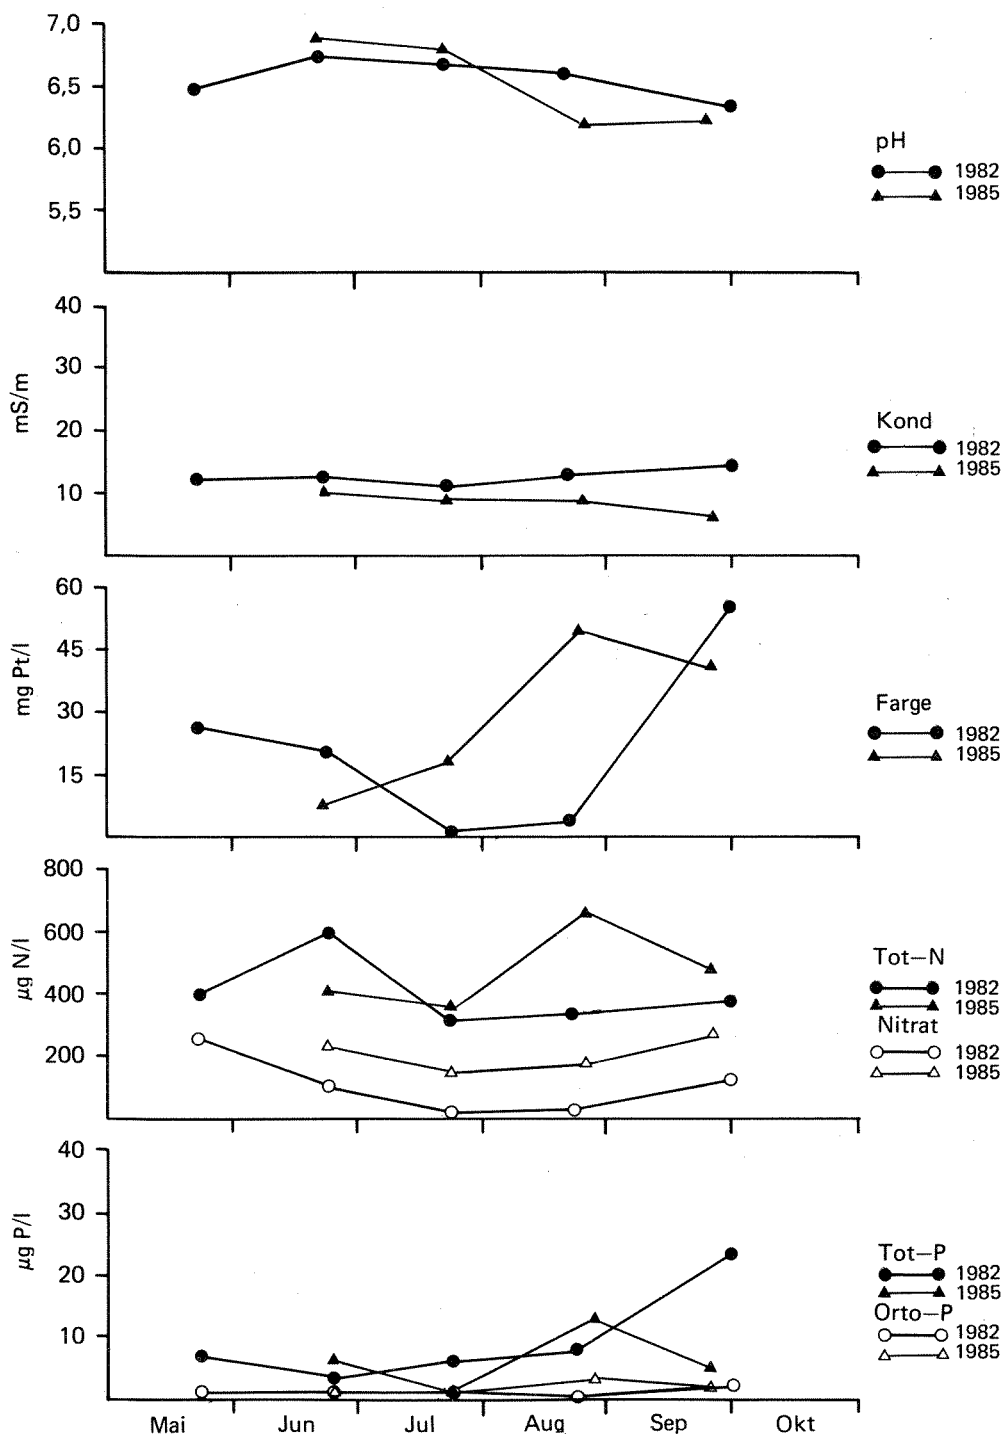 7,0
6,5
6,0
5,5
pH
1982
1985
40
30
20
10
mS/m
Kond
1982
1985
60
45
30
15
mg Pt/l
Farge
1982
1985
800
600
400
200
µg N/l
Tot–N
1982
1985
Nitrat
1982
1985
40
30
20
10
µg P/l
Tot–P
1982
1985
Orto–P
1982
1985
Mai Jun Jul Aug Sep Okt